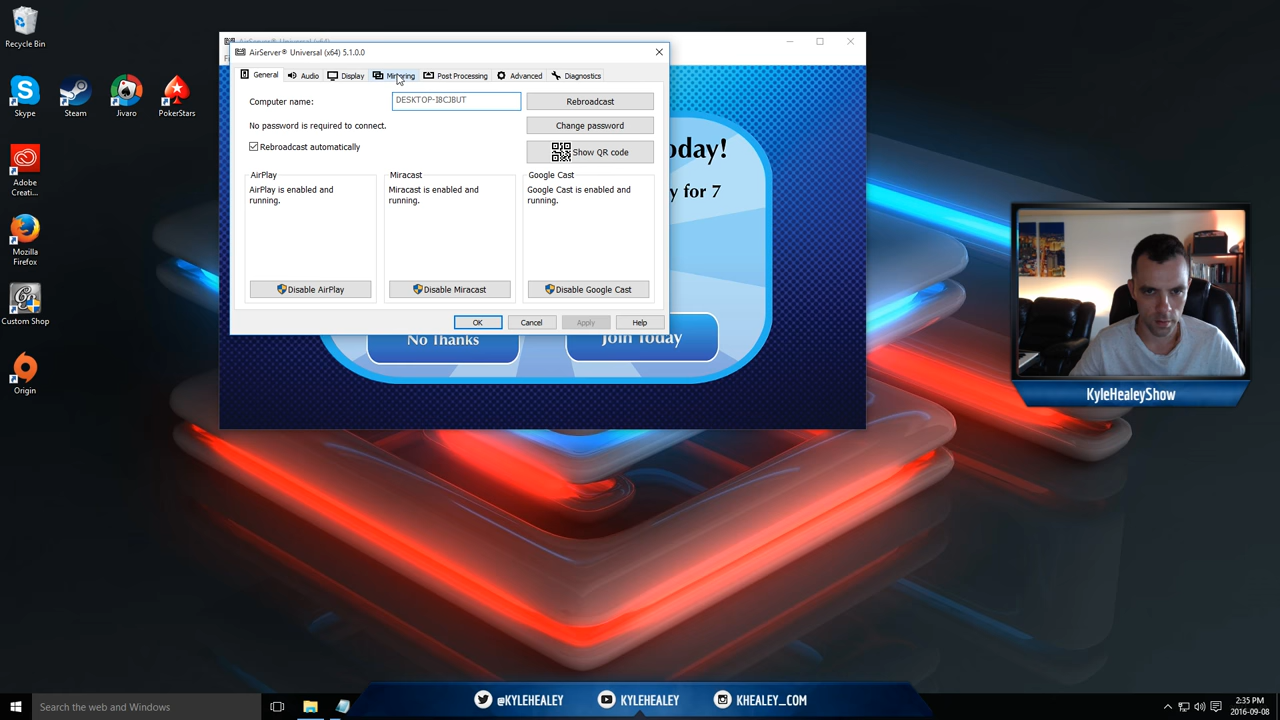 Recycle Bin
Skype
Steam
Jivaro
PokerStars
Adobe
Creati...
Mozilla
Firefox
Custom Shop
Origin
AirServer® Universal (x64) 5.1.0.0
General
Audio
Display
Mirroring
Post Processing
Advanced
Diagnostics
Computer name:
DESKTOP-I8CJBUT
Rebroadcast
No password is required to connect.
Change password
Rebroadcast automatically
Show QR code
AirPlay
AirPlay is enabled and
running.
Disable AirPlay
Miracast
Miracast is enabled and
running.
Disable Miracast
Google Cast
Google Cast is enabled and
running.
Disable Google Cast
OK
Cancel
Apply
Help
oday!
y for 7
No Thanks
Join Today
KyleHealeyShow
Search the web and Windows
@KYLEHEALEY
KYLEHEALEY
KHEALEY_COM
2:35 PM
2016-09-08